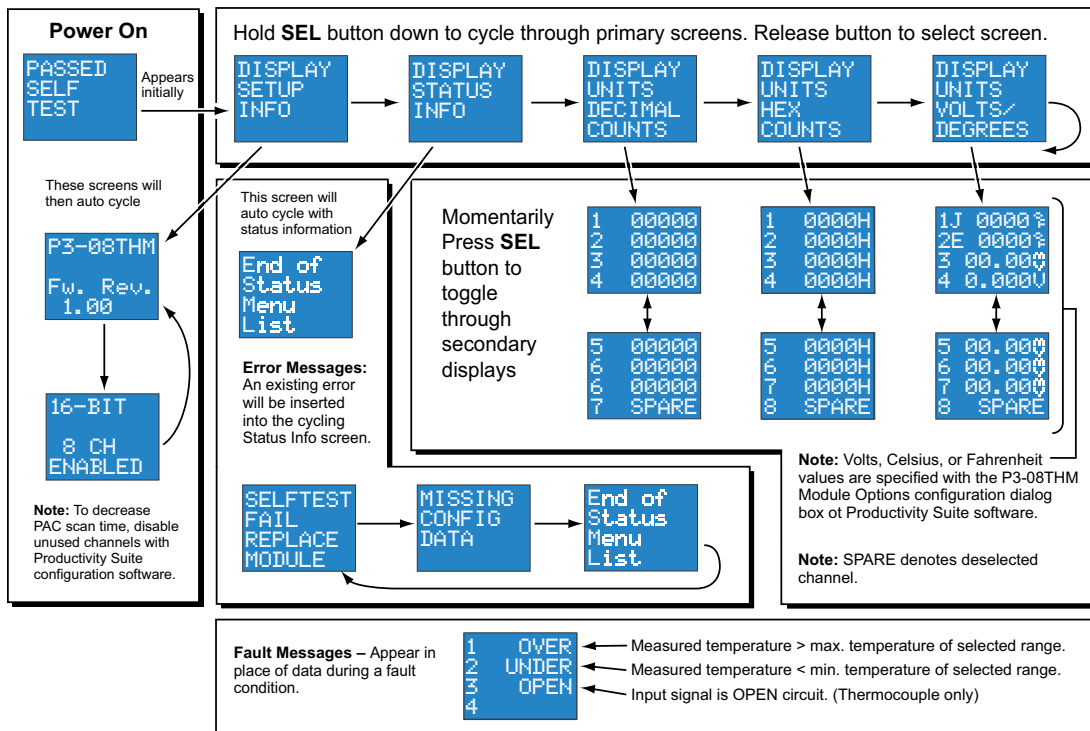 Power On
PASSED
SELF
TEST
Appears
initially
Hold SEL button down to cycle through primary screens. Release button to select screen.
DISPLAY
SETUP
INFO
DISPLAY
STATUS
INFO
DISPLAY
UNITS
DECIMAL
COUNTS
DISPLAY
UNITS
HEX
COUNTS
DISPLAY
UNITS
VOLTS/
DEGREES
These screens will
then auto cycle
P3-08THM
Fw. Rev.
1.00
16-BIT
8 CH
ENABLED
Note: To decrease
PAC scan time, disable
unused channels with
Productivity Suite
configuration software.
This screen will
auto cycle with
status information
End of
Status
Menu
List
Error Messages:
An existing error
will be inserted
into the cycling
Status Info screen.
SELFTEST
FAIL
REPLACE
MODULE
MISSING
CONFIG
DATA
End of
Status
Menu
List
Momentarily
Press SEL
button to
toggle
through
secondary
displays
1 00000
2 00000
3 00000
4 00000
5 00000
6 00000
6 00000
7 SPARE
1 0000H
2 0000H
3 0000H
4 0000H
5 0000H
6 0000H
7 0000H
8 SPARE
1J 0000
2E 0000
3 00.00
4 0.000V
5 00.00
6 00.00
7 00.00
8 SPARE
Note: Volts, Celsius, or Fahrenheit
values are specified with the P3-08THM
Module Options configuration dialog
box ot Productivity Suite software.
Note: SPARE denotes deselected
channel.
Fault Messages – Appear in
place of data during a fault
condition.
1 OVER
2 UNDER
3 OPEN
4
Measured temperature > max. temperature of selected range.
Measured temperature < min. temperature of selected range.
Input signal is OPEN circuit. (Thermocouple only)